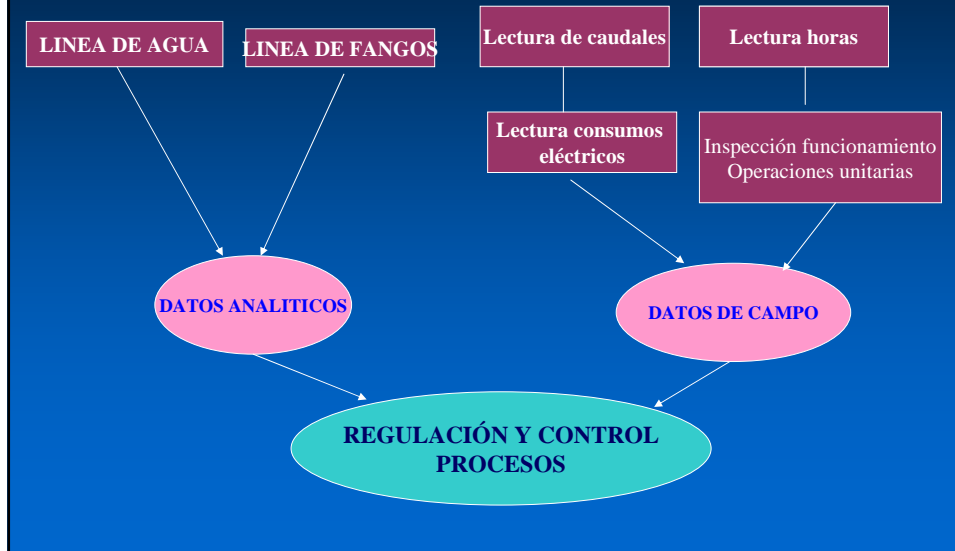 LINEA DE AGUA
LINEA DE FANGOS
Lectura de caudales
Lectura horas
Lectura consumos
eléctricos
Inspección funcionamiento
Operaciones unitarias
DATOS ANALITICOS
DATOS DE CAMPO
REGULACIÓN Y CONTROL
PROCESOS